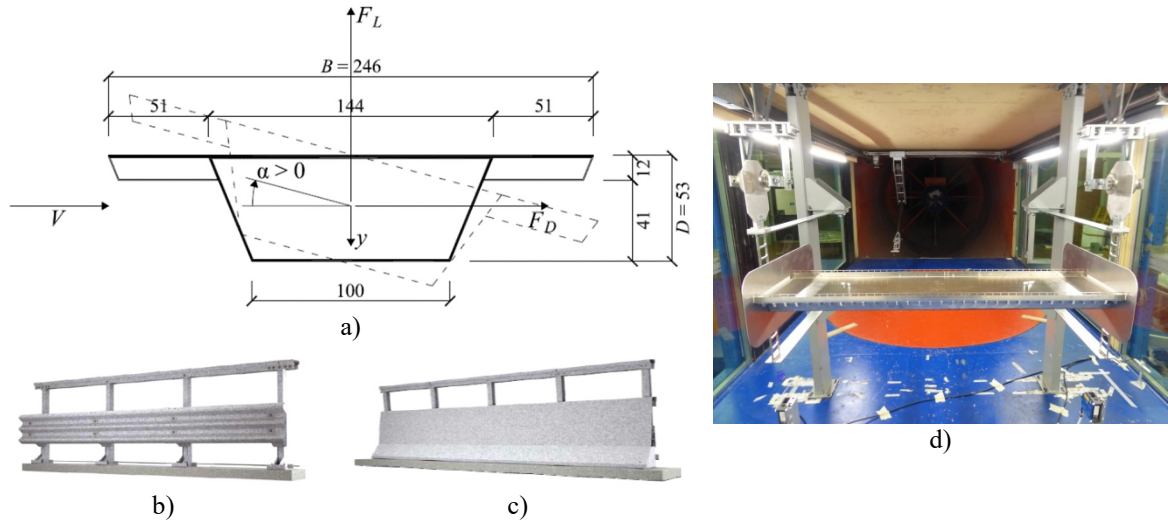 F_L
B = 246
51 144 51
α > 0
V
F_D
y
12
41
D = 53
100
a)
b)
c)
d)